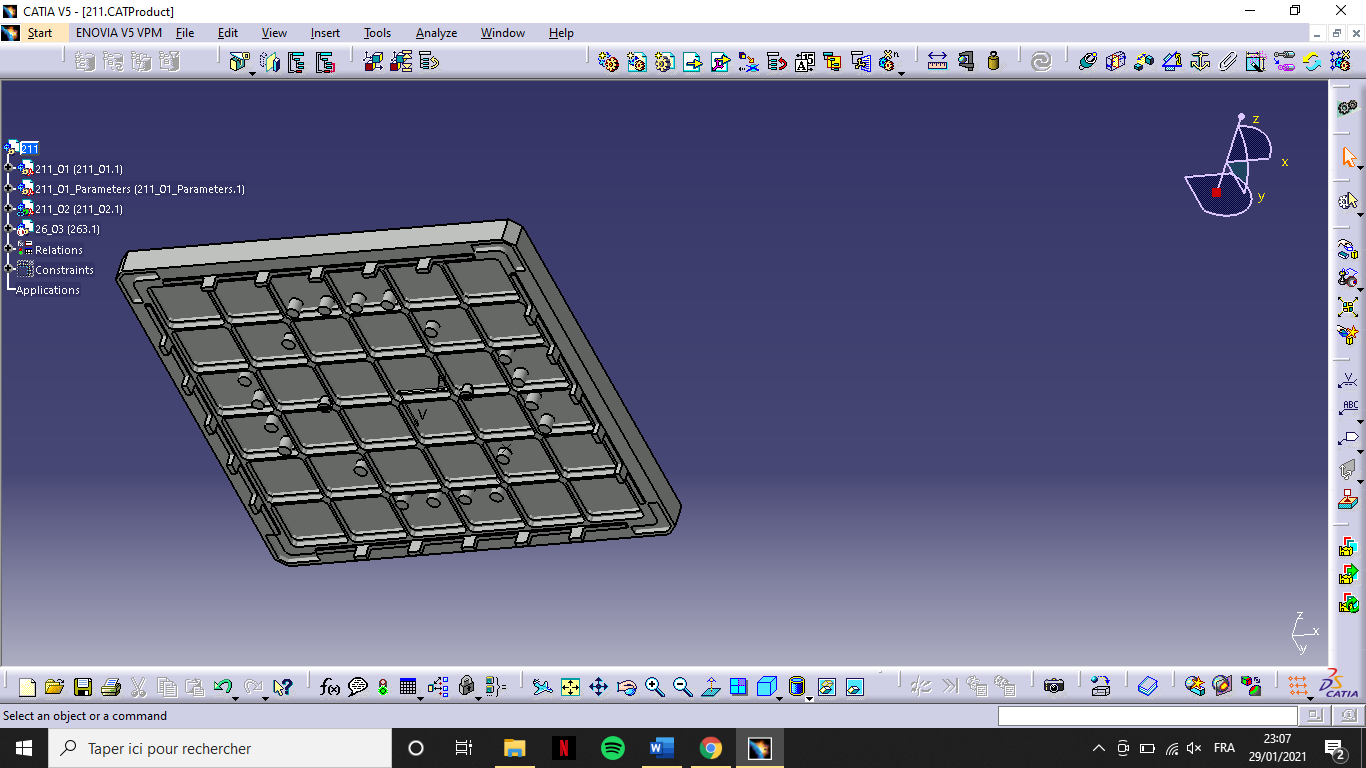 CATIA V5 - [211.CATProduct]
Start ENOVIA V5 VPM File Edit View Insert Tools Analyze Window Help
211
211_01 (211_01.1)
211_01_Parameters (211_01_Parameters.1)
211_02 (211_02.1)
26_03 (263.1)
Relations
Constraints
Applications
z
x
y
V
z
x
y
ABC
f(x)
CATIA
Select an object or a command
Taper ici pour rechercher
N
FRA
23:07
29/01/2021
2